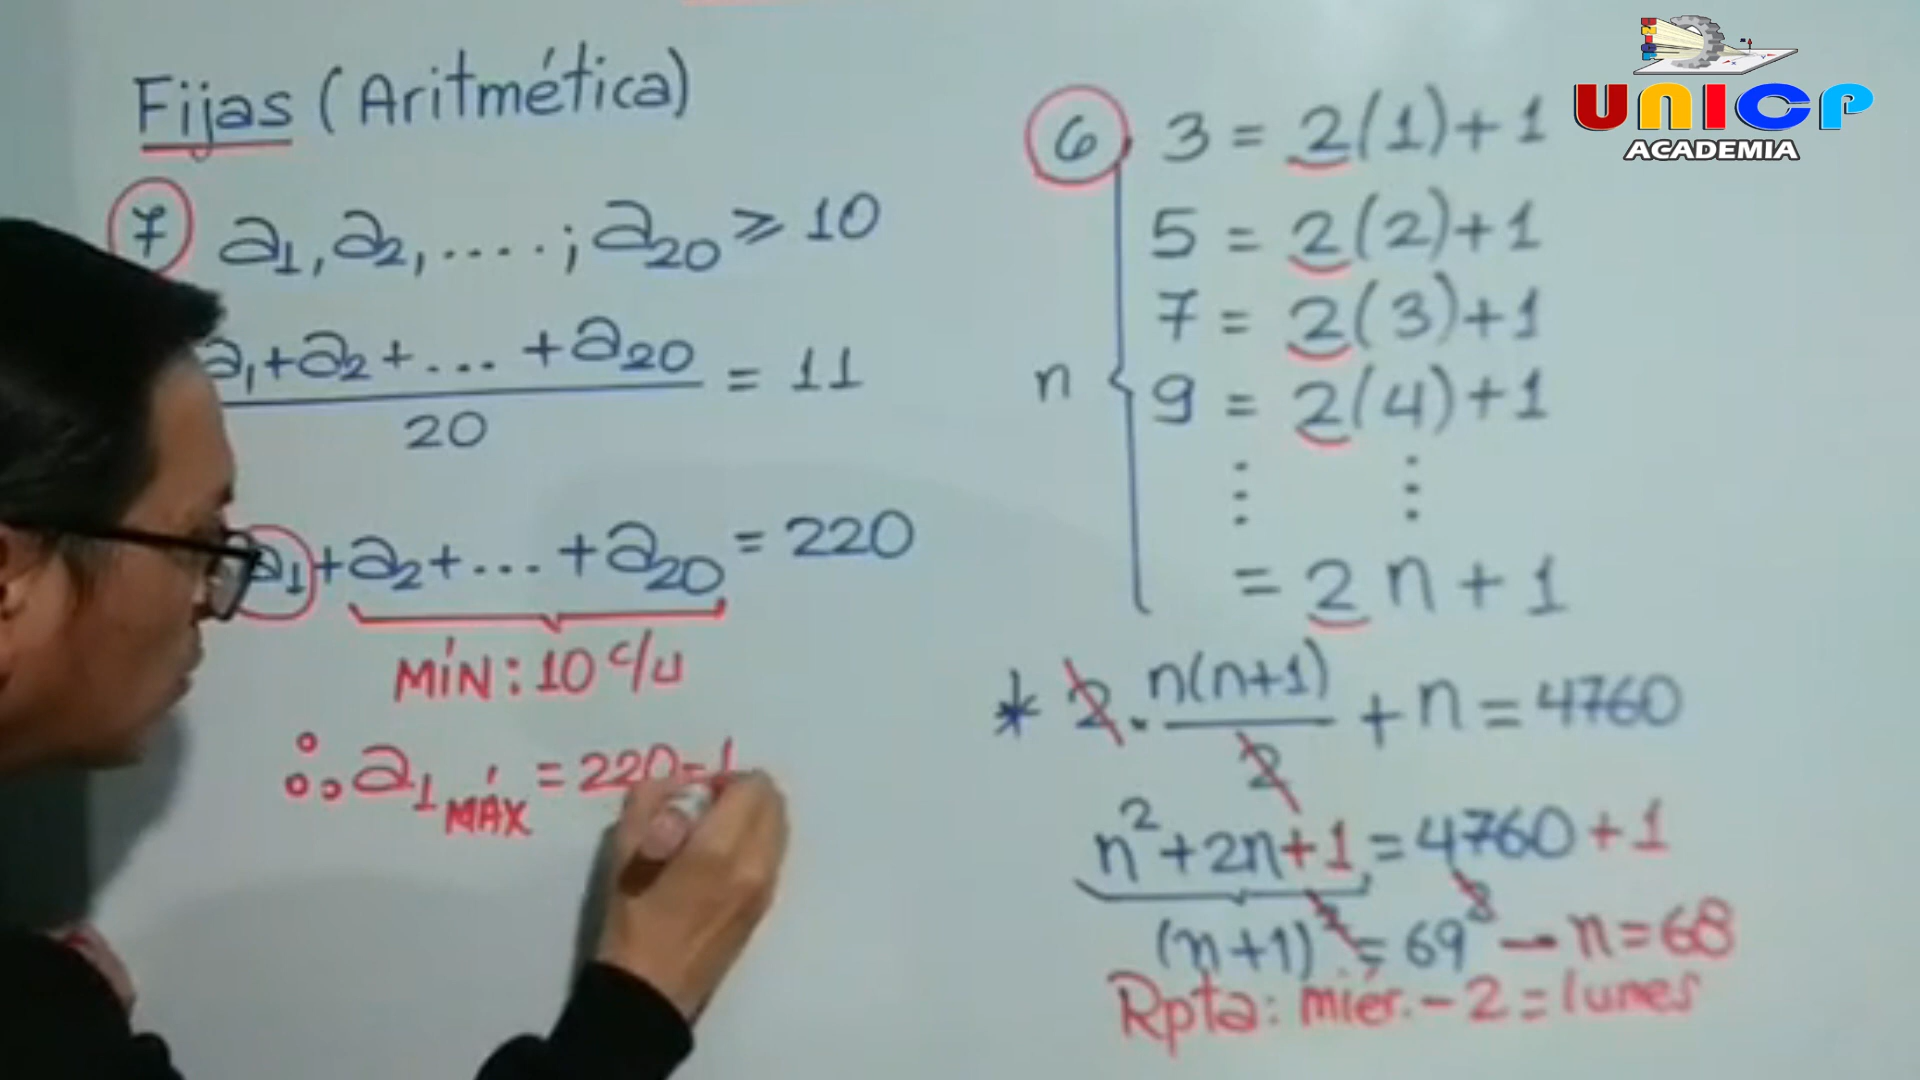 Fijas (Aritmética)
7 a₁, a₂, ....; a₂₀ ≥ 10
a₁+a₂+... +a₂₀ = 11
20
a₁+a₂+... +a₂₀ = 220
MÍN: 10 c/u
∴ a₁ MÁX = 220-1
6. 3 = 2(1)+1
5 = 2(2)+1
7 = 2(3)+1
n
9 = 2(4)+1
⋮ ⋮
= 2n+1
* 2 · n(n+1) + n = 4760
2
n²+2n+1 = 4760+1
(n+1)² = 69² — n=68
Rpta: miér. - 2 = lunes
UNICP
ACADEMIA